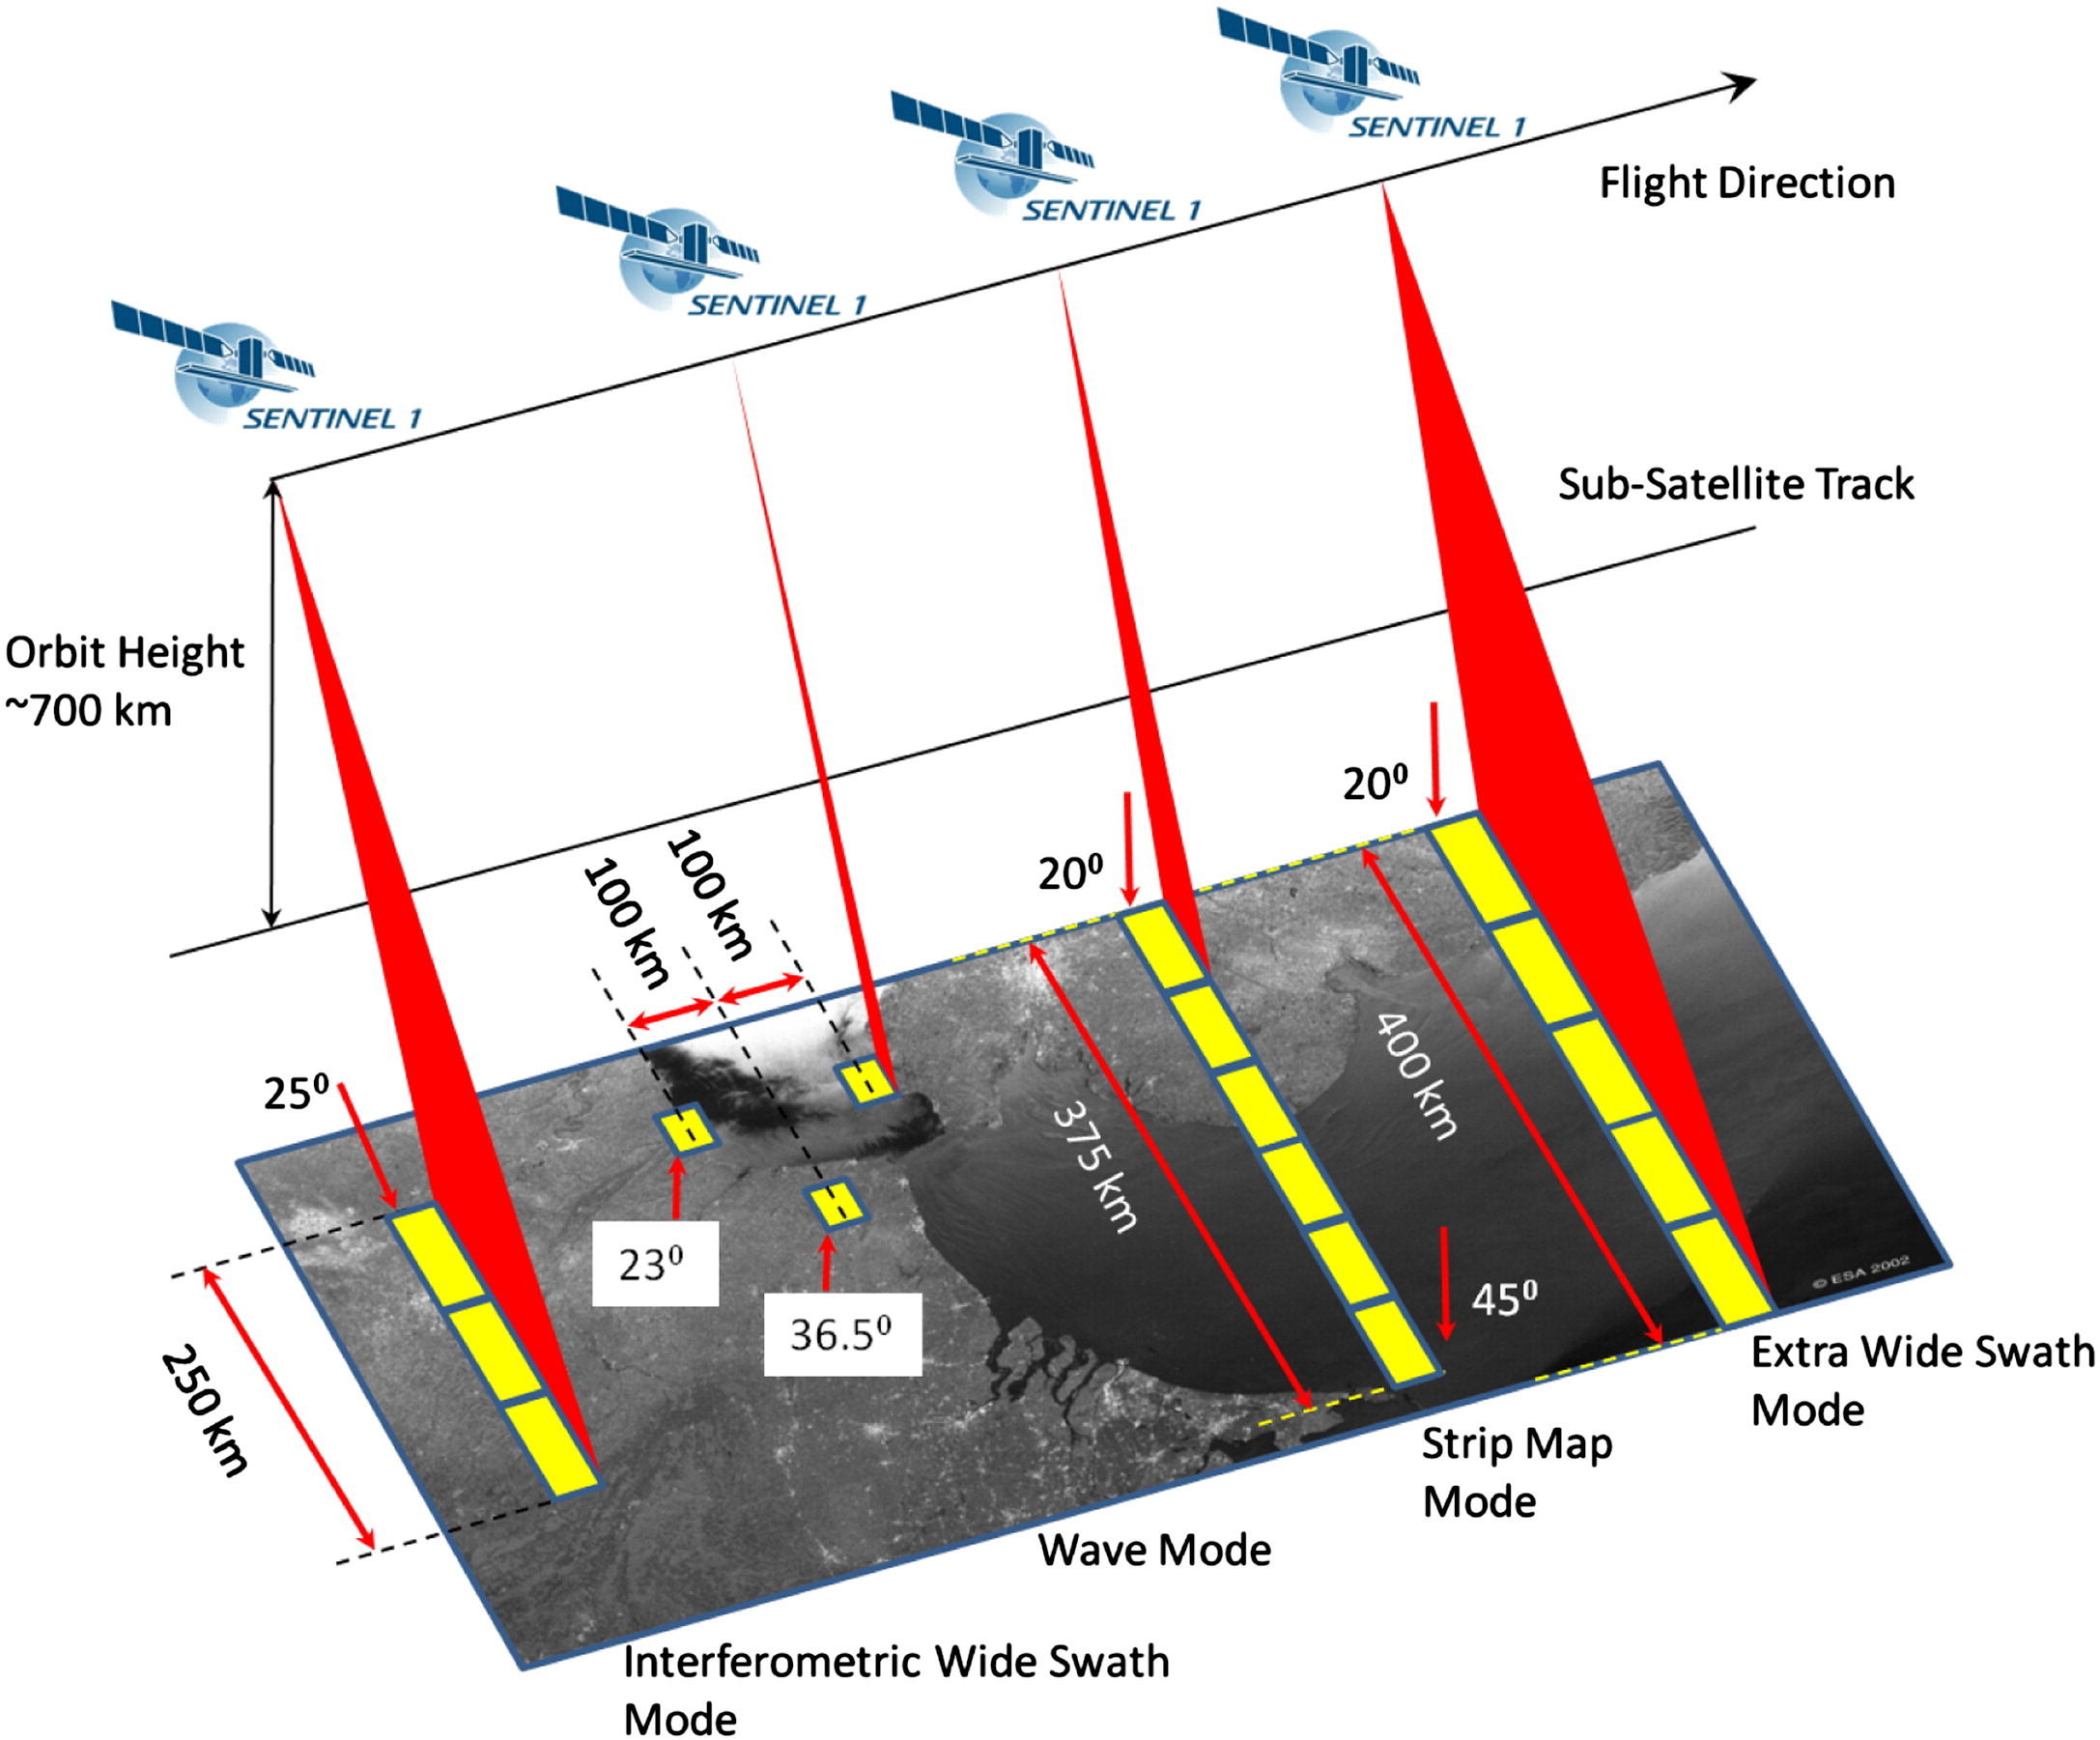 SENTINEL 1
SENTINEL 1
SENTINEL 1
SENTINEL 1
Flight Direction
Sub-Satellite Track
Orbit Height
~700 km
20⁰
20⁰
100 km
100 km
25⁰
23⁰
36.5⁰
375 km
400 km
45⁰
250 km
© ESA 2002
Extra Wide Swath
Mode
Strip Map
Mode
Wave Mode
Interferometric Wide Swath
Mode